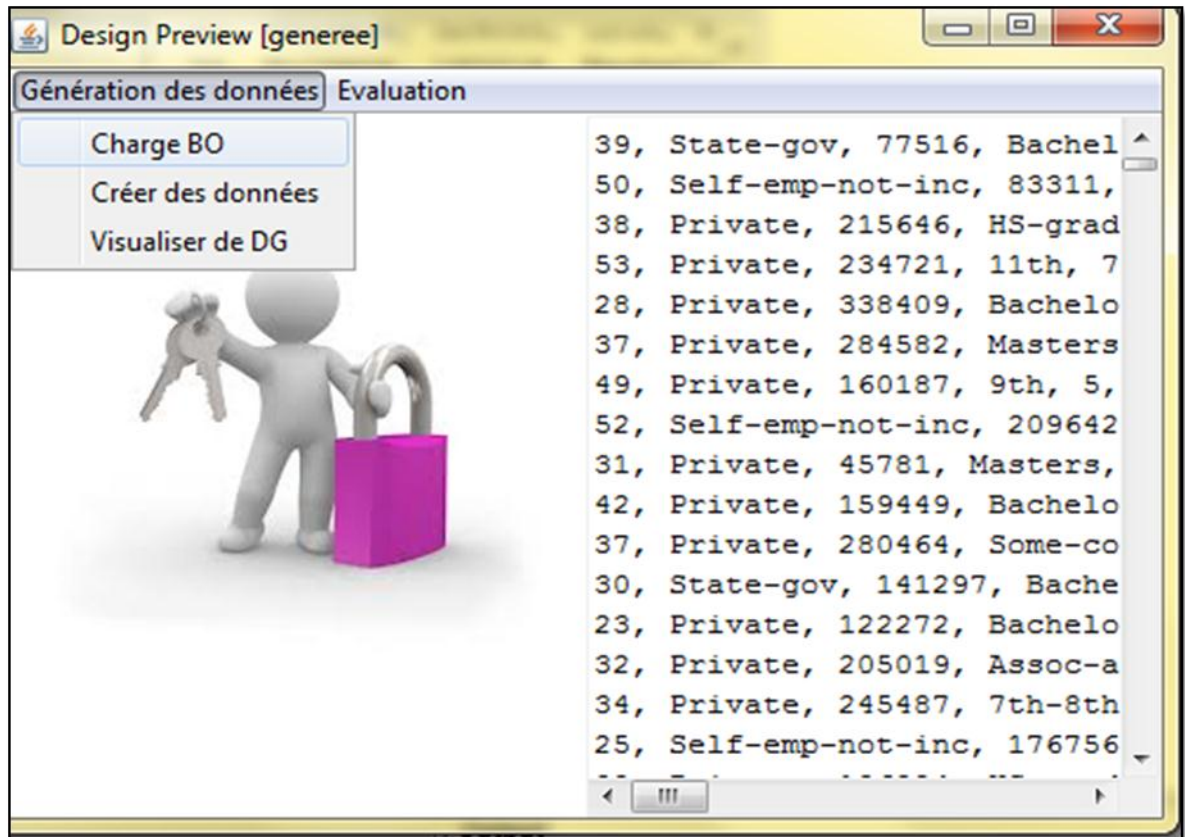 Design Preview [generee]
Génération des données Evaluation
Charge BO
Créer des données
Visualiser de DG
39, State-gov, 77516, Bachel
50, Self-emp-not-inc, 83311,
38, Private, 215646, HS-grad
53, Private, 234721, 11th, 7
28, Private, 338409, Bachelo
37, Private, 284582, Masters
49, Private, 160187, 9th, 5,
52, Self-emp-not-inc, 209642
31, Private, 45781, Masters,
42, Private, 159449, Bachelo
37, Private, 280464, Some-co
30, State-gov, 141297, Bache
23, Private, 122272, Bachelo
32, Private, 205019, Assoc-a
34, Private, 245487, 7th-8th
25, Self-emp-not-inc, 176756